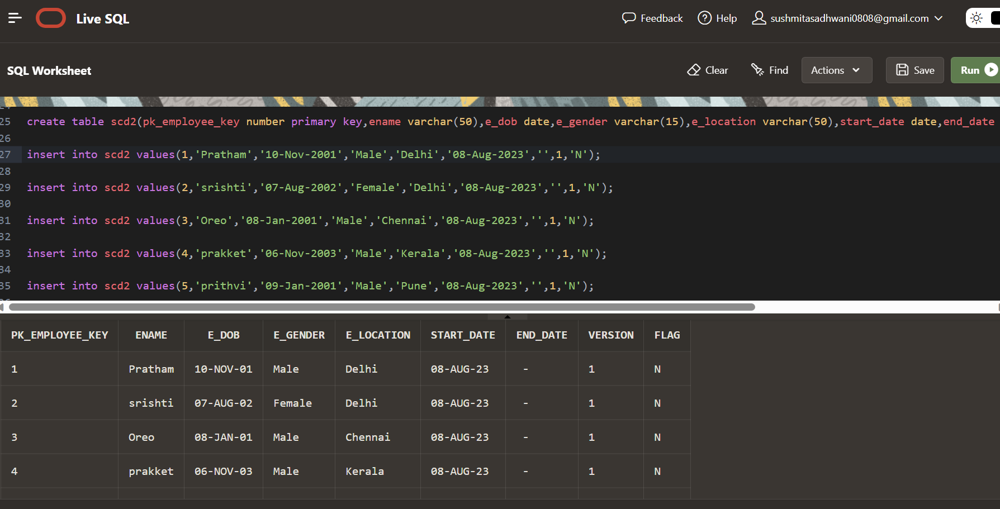 Live SQL Feedback Help sushmitasadhwani0808@gmail.com
SQL Worksheet Clear Find Actions Save Run
25 create table scd2(pk_employee_key number primary key,ename varchar(50),e_dob date,e_gender varchar(15),e_location varchar(50),start_date date,end_date
26
27 insert into scd2 values(1,'Pratham','10-Nov-2001','Male','Delhi','08-Aug-2023','',1,'N');
28
29 insert into scd2 values(2,'srishti','07-Aug-2002','Female','Delhi','08-Aug-2023','',1,'N');
30
31 insert into scd2 values(3,'Oreo','08-Jan-2001','Male','Chennai','08-Aug-2023','',1,'N');
32
33 insert into scd2 values(4,'prakket','06-Nov-2003','Male','Kerala','08-Aug-2023','',1,'N');
34
35 insert into scd2 values(5,'prithvi','09-Jan-2001','Male','Pune','08-Aug-2023','',1,'N');
PK_EMPLOYEE_KEY ENAME E_DOB E_GENDER E_LOCATION START_DATE END_DATE VERSION FLAG
1 Pratham 10-NOV-01 Male Delhi 08-AUG-23 - 1 N
2 srishti 07-AUG-02 Female Delhi 08-AUG-23 - 1 N
3 Oreo 08-JAN-01 Male Chennai 08-AUG-23 - 1 N
4 prakket 06-NOV-03 Male Kerala 08-AUG-23 - 1 N